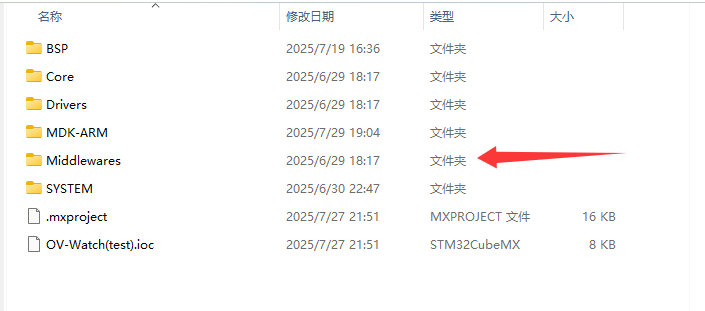 名称 修改日期 类型 大小
BSP 2025/7/19 16:36 文件夹
Core 2025/6/29 18:17 文件夹
Drivers 2025/6/29 18:17 文件夹
MDK-ARM 2025/7/29 19:04 文件夹
Middlewares 2025/6/29 18:17 文件夹
SYSTEM 2025/6/30 22:47 文件夹
.mxproject 2025/7/27 21:51 MXPROJECT 文件 16 KB
OV-Watch(test).ioc 2025/7/27 21:51 STM32CubeMX 8 KB